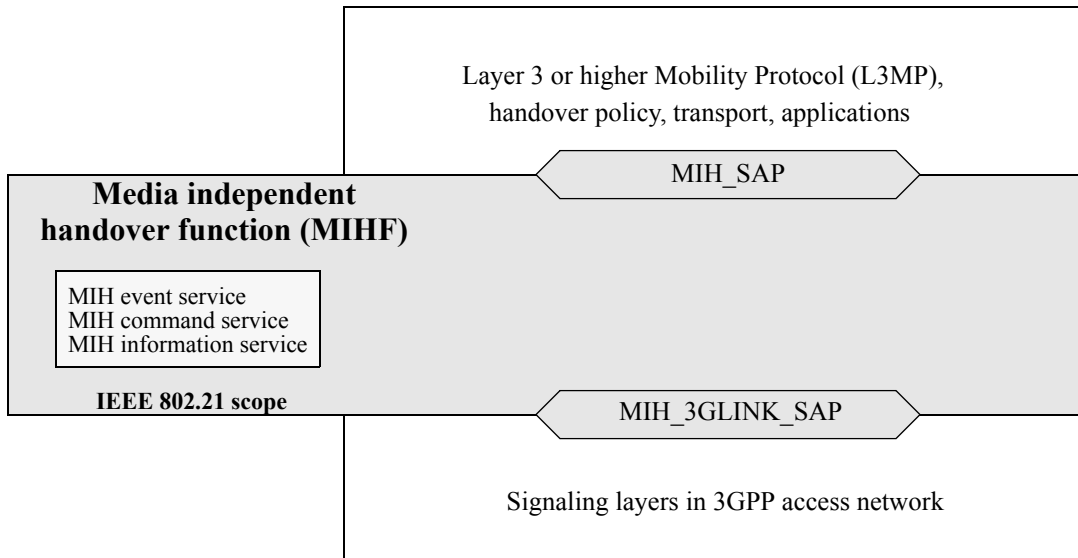 Layer 3 or higher Mobility Protocol (L3MP),
handover policy, transport, applications
MIH_SAP
Media independent
handover function (MIHF)
MIH event service
MIH command service
MIH information service
IEEE 802.21 scope
MIH_3GLINK_SAP
Signaling layers in 3GPP access network